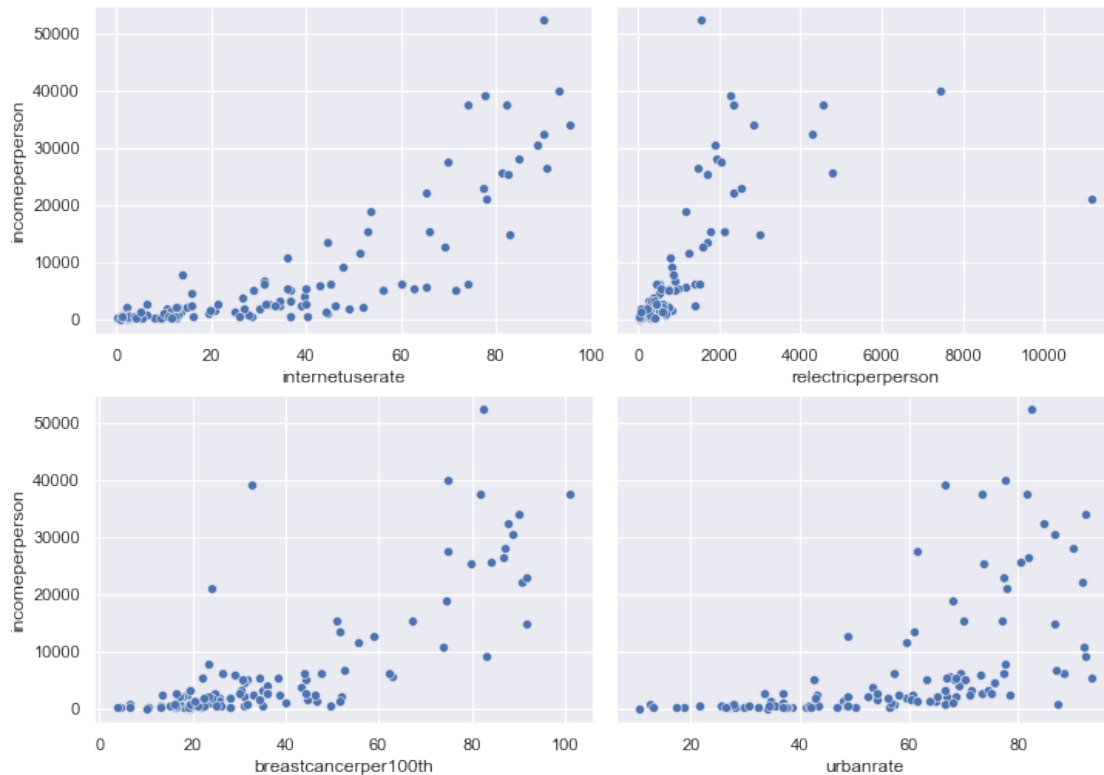 50000
40000
30000
20000
10000
0
incomeperperson
0 20 40 60 80 100
internetuserate
0 2000 4000 6000 8000 10000
relectricperperson
50000
40000
30000
20000
10000
0
incomeperperson
0 20 40 60 80 100
breastcancerper100th
20 40 60 80
urbanrate